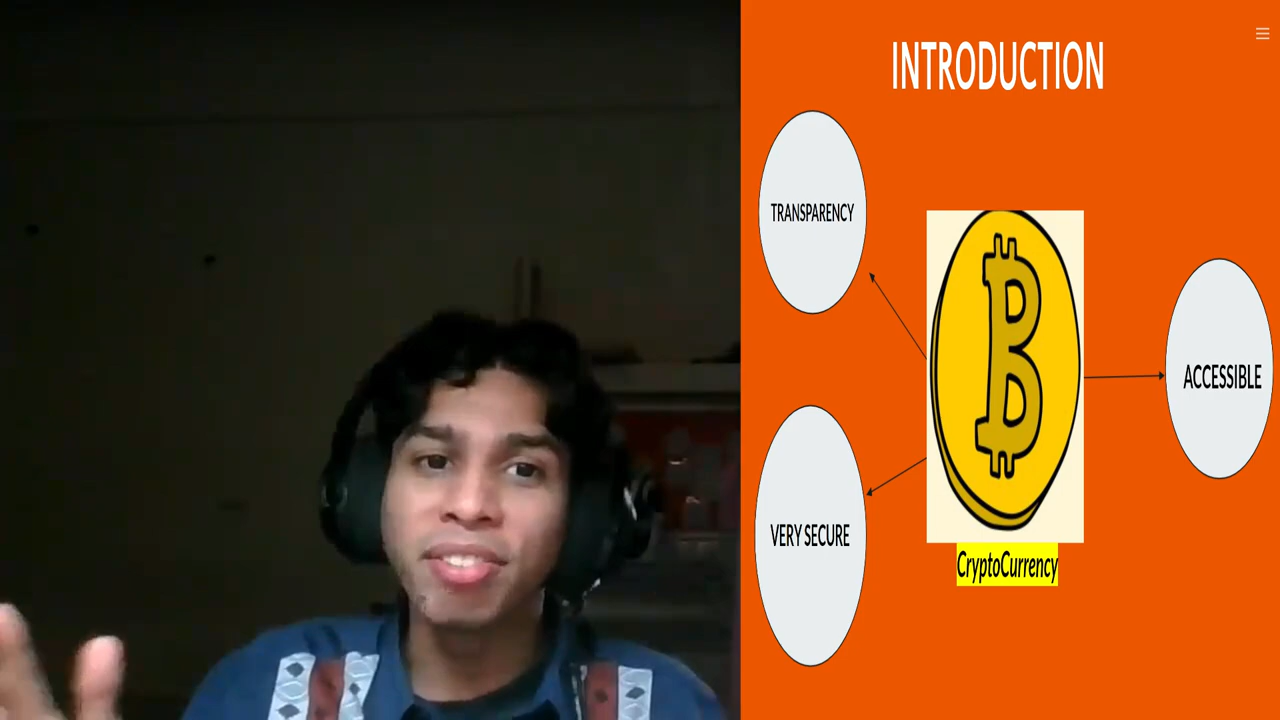 INTRODUCTION
TRANSPARENCY
ACCESSIBLE
VERY SECURE
CryptoCurrency